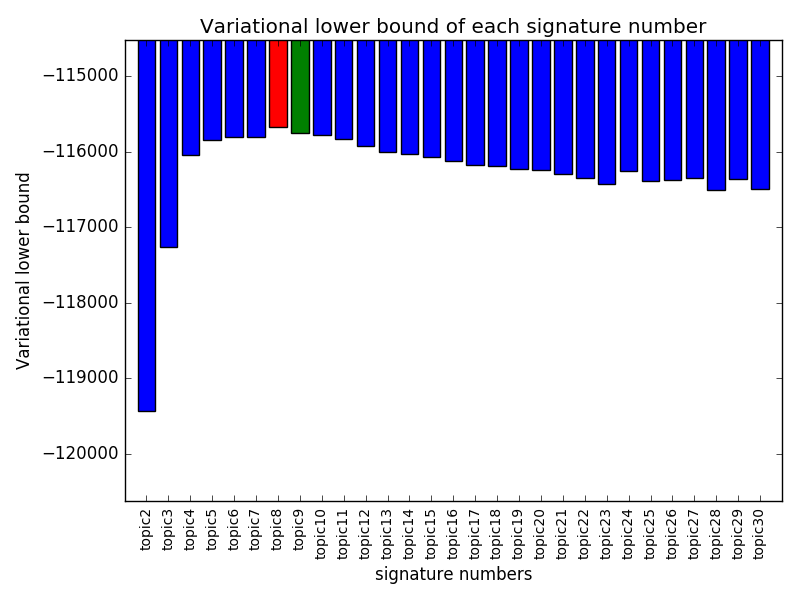 Variational lower bound of each signature number
Variational lower bound
−115000
−116000
−117000
−118000
−119000
−120000
topic2
topic3
topic4
topic5
topic6
topic7
topic8
topic9
topic10
topic11
topic12
topic13
topic14
topic15
topic16
topic17
topic18
topic19
topic20
topic21
topic22
topic23
topic24
topic25
topic26
topic27
topic28
topic29
topic30
signature numbers